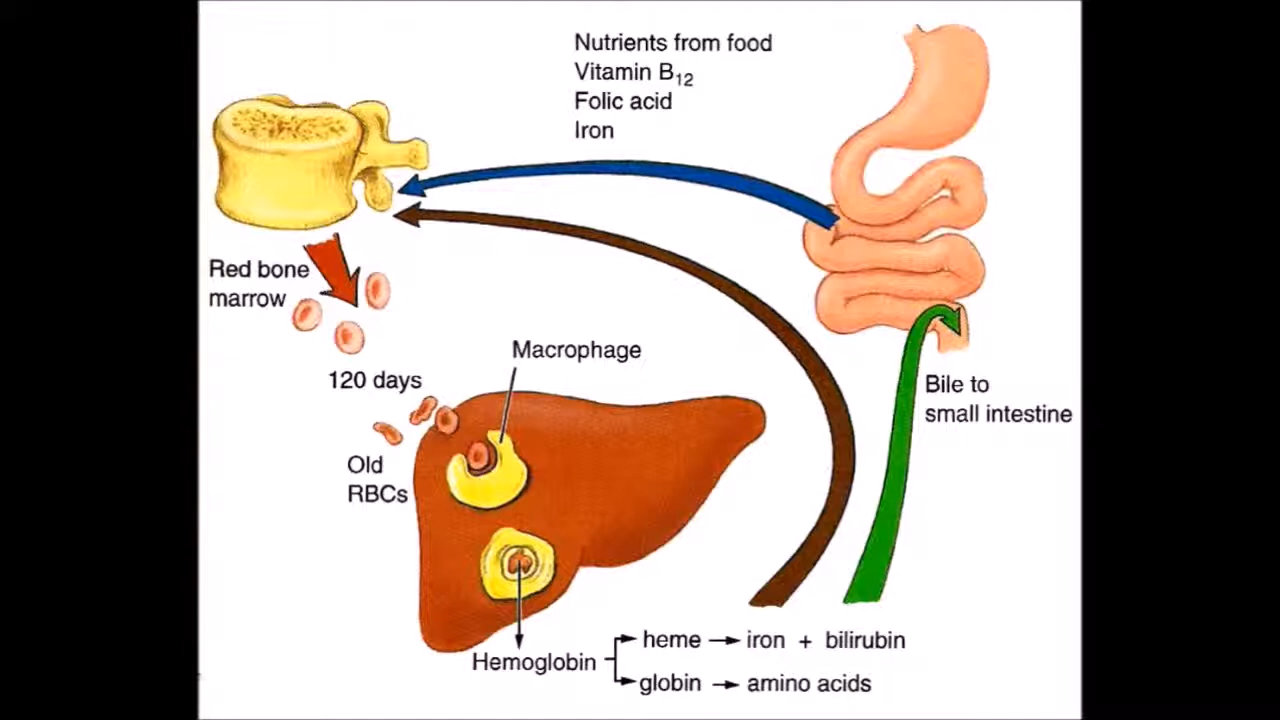 Nutrients from food
Vitamin B12
Folic acid
Iron
Red bone
marrow
120 days
Macrophage
Old
RBCs
Bile to
small intestine
Hemoglobin
heme → iron + bilirubin
globin → amino acids